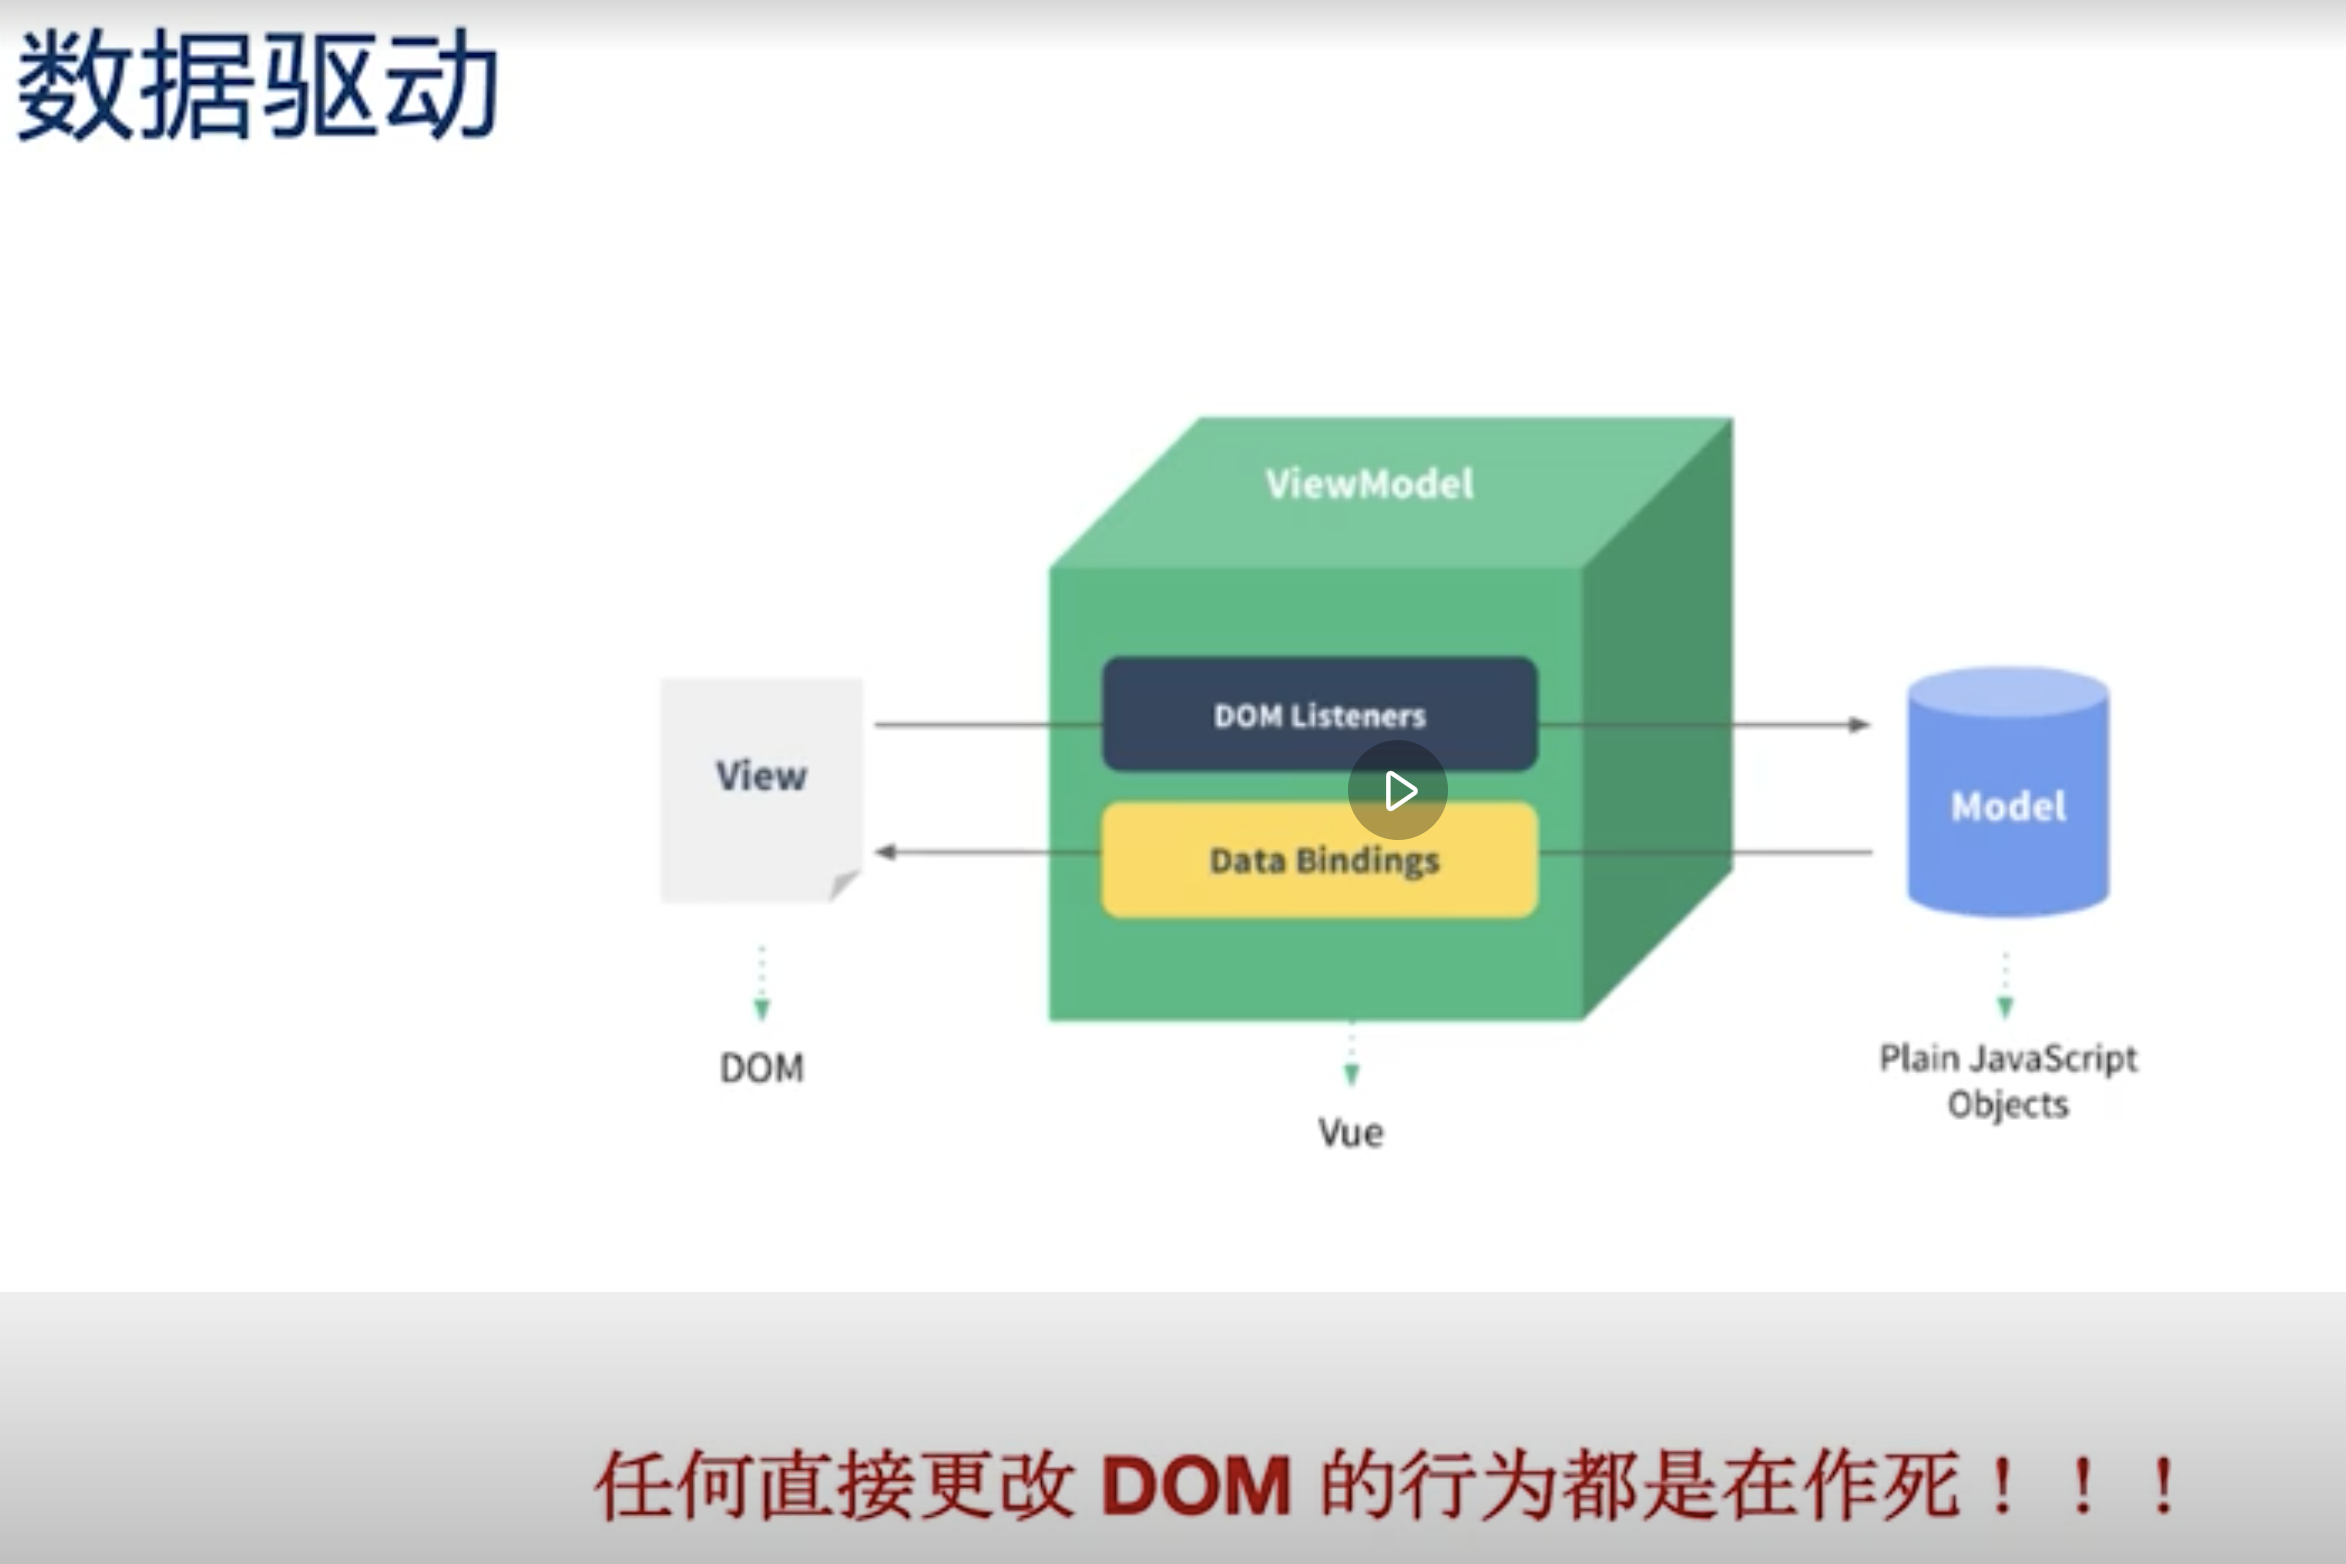 数据驱动
ViewModel
DOM Listeners
View
Model
Data Bindings
DOM
Plain JavaScript
Objects
Vue
任何直接更改 DOM 的行为都是在作死！！！